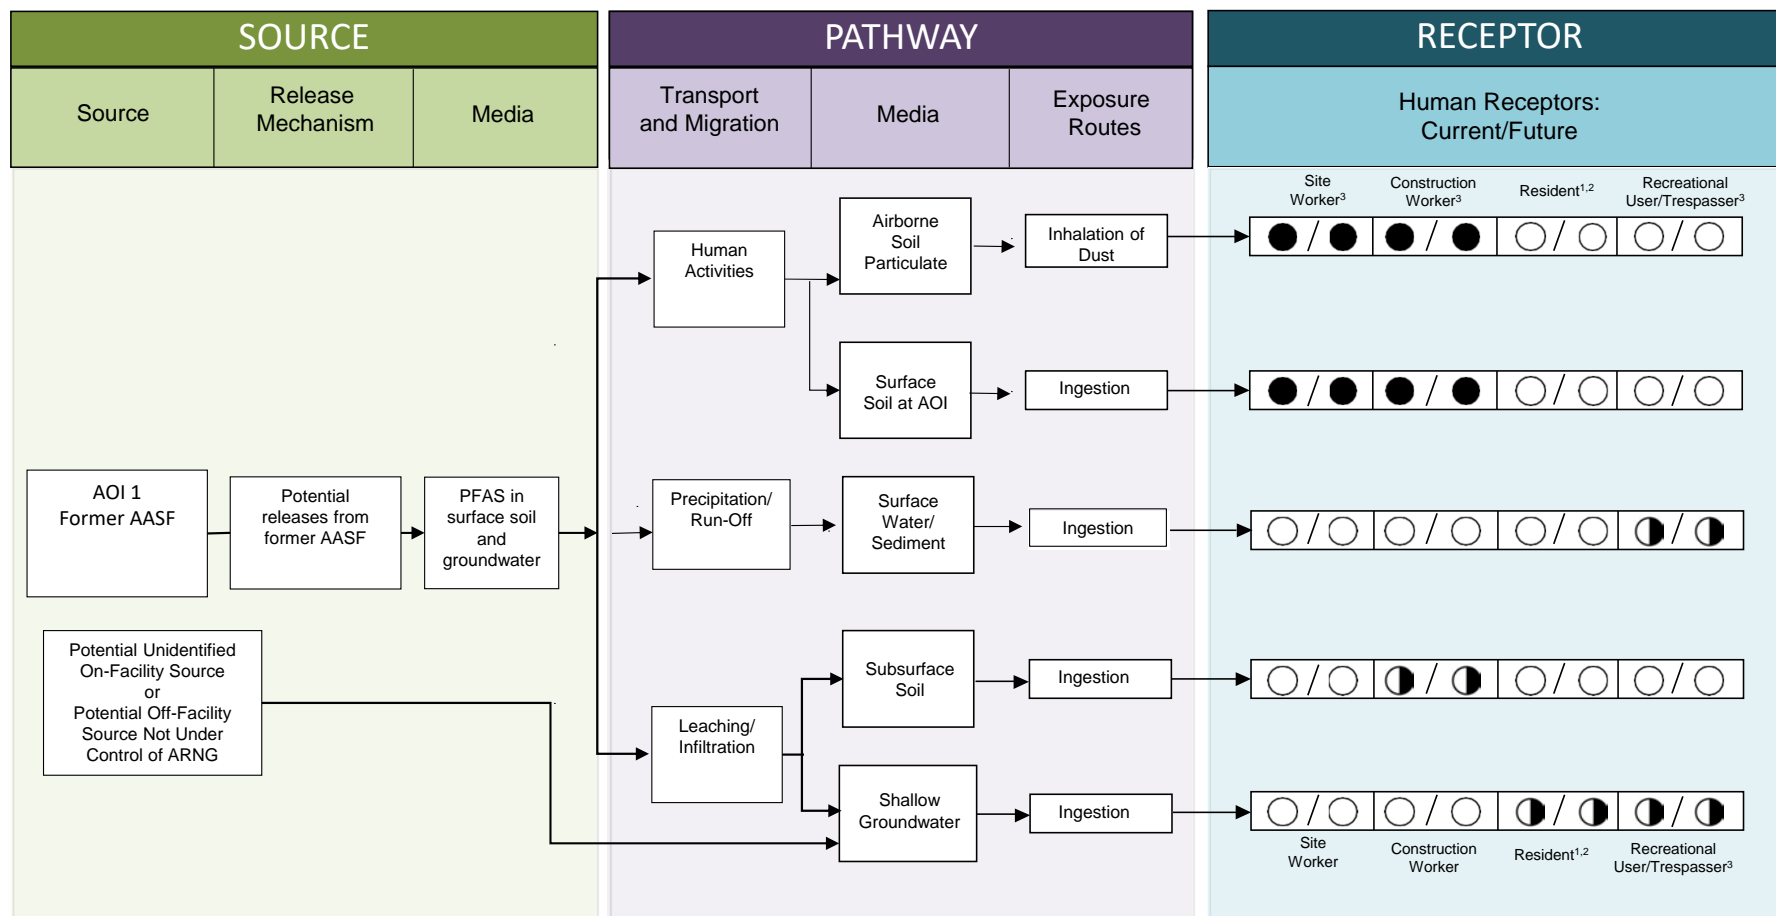 SOURCE
PATHWAY
RECEPTOR
Source
Release
Mechanism
Media
Transport
and Migration
Media
Exposure
Routes
Human Receptors:
Current/Future
Site
Worker³
Construction
Worker³
Resident¹,²
Recreational
User/Trespasser³
Human
Activities
Airborne
Soil
Particulate
Inhalation of
Dust
/ / / /
Surface
Soil at AOI
Ingestion
/ / / /
AOI 1
Former AASF
Potential
releases from
former AASF
PFAS in
surface soil
and
groundwater
Precipitation/
Run-Off
Surface
Water/
Sediment
Ingestion
/ / / /
Potential Unidentified
On-Facility Source
or
Potential Off-Facility
Source Not Under
Control of ARNG
Leaching/
Infiltration
Subsurface
Soil
Ingestion
/ / / /
Shallow
Groundwater
Ingestion
/ / / /
Site
Worker
Construction
Worker
Resident¹,²
Recreational
User/Trespasser³